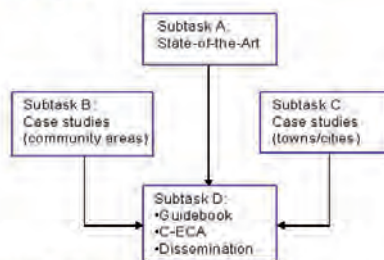 Subtask A:
State-of-the-Art
Subtask B:
Case studies
(community areas)
Subtask C:
Case studies
(towns/cities)
Subtask D:
•Guidebook
•C-ECA
•Dissemination